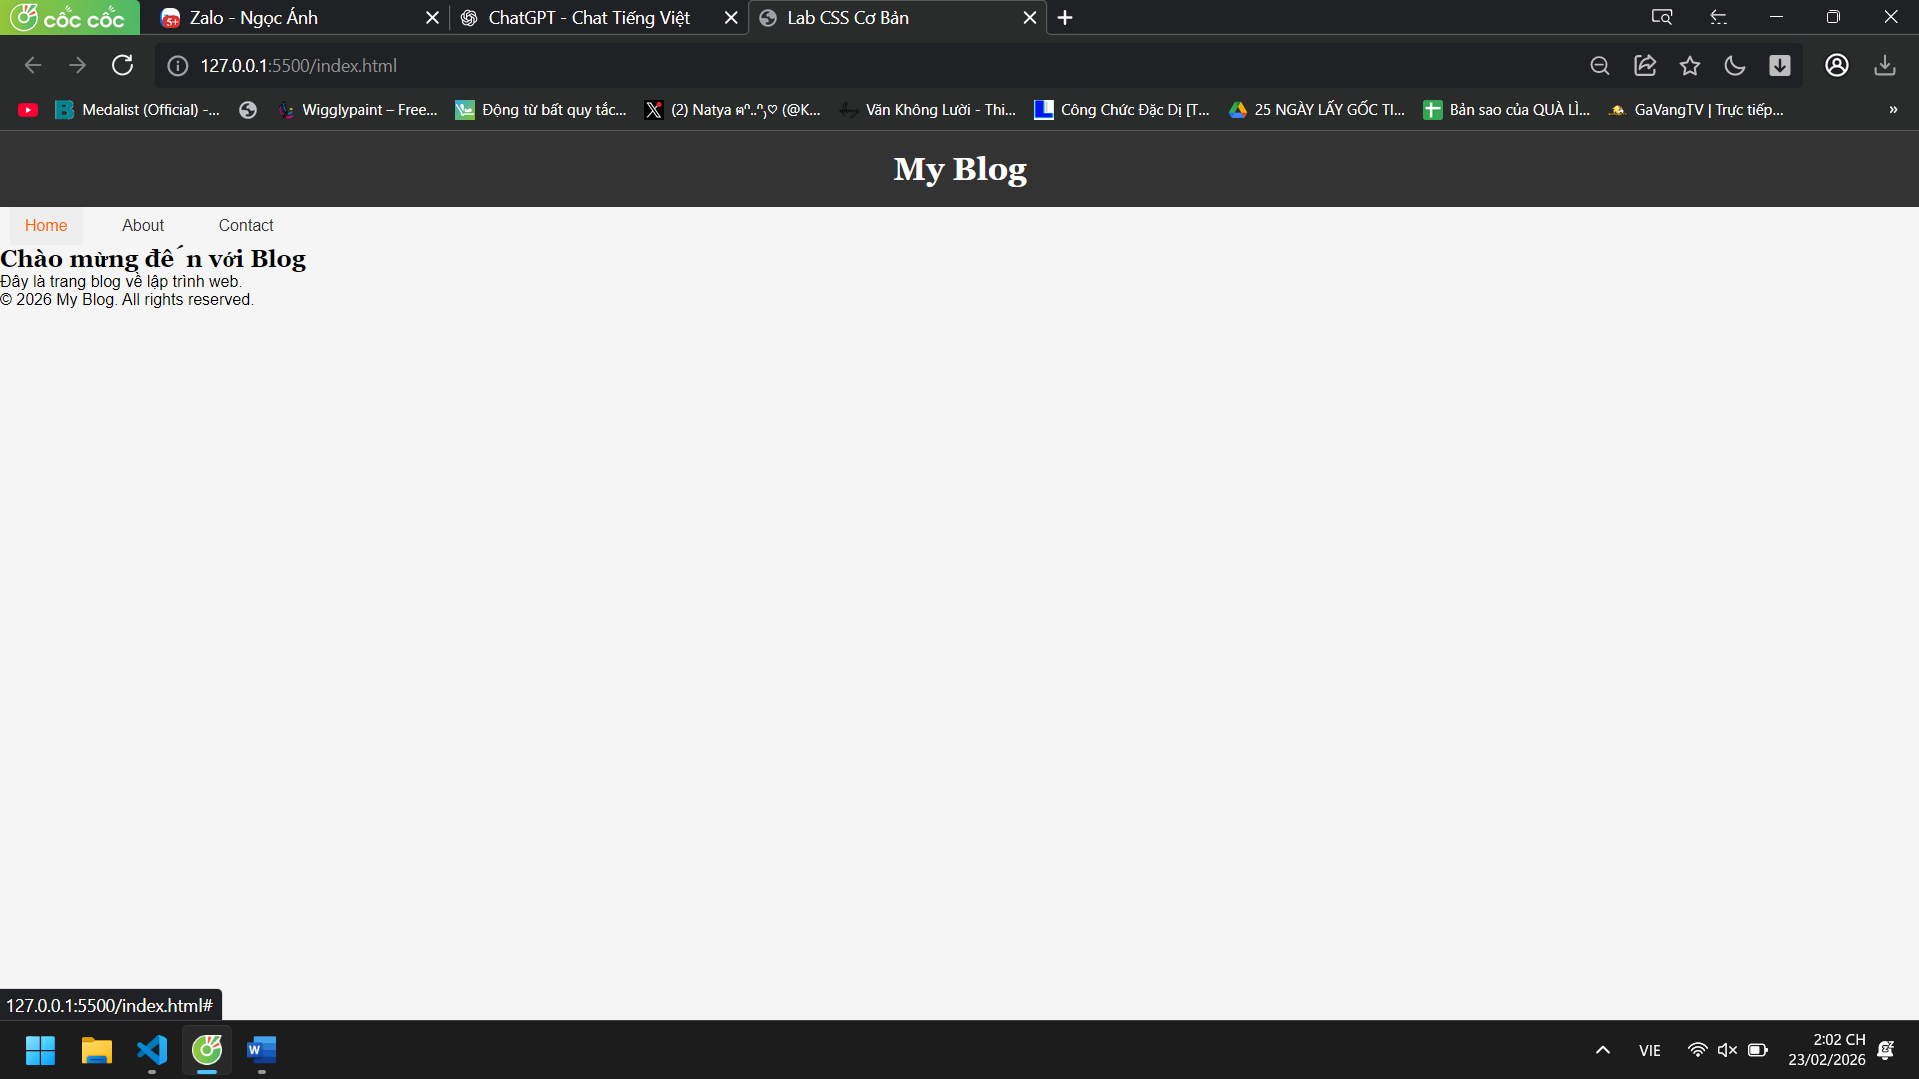 cốc cốc
Zalo - Ngọc Ánh
ChatGPT - Chat Tiếng Việt
Lab CSS Cơ Bản
127.0.0.1:5500/index.html
Medalist (Official) -...
Wigglypaint – Free...
Động từ bất quy tắc...
Văn Không Lười - Thi...
Công Chức Đặc Dị [T...
25 NGÀY LẤY GỐC TI...
Bản sao của QUÀ LÌ...
GaVangTV | Trực tiếp...
»
My Blog
Home
About
Contact
Chào mừng đến với Blog
Đây là trang blog về lập trình web.
© 2026 My Blog. All rights reserved.
127.0.0.1:5500/index.html#
VIE
2:02 CH
23/02/2026